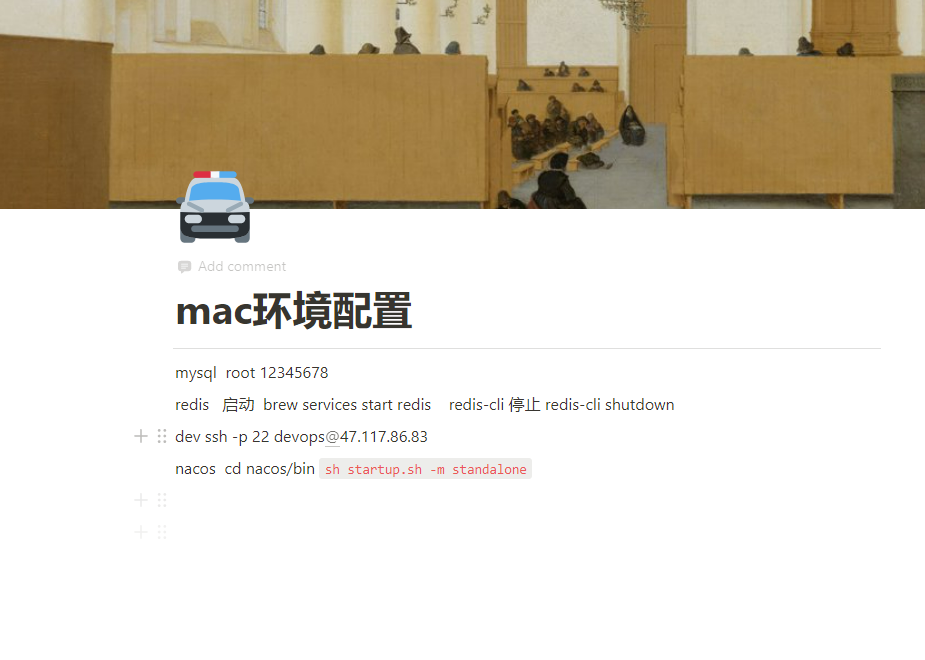 Add comment
mac环境配置
mysql  root 12345678
redis   启动  brew services start redis    redis-cli 停止 redis-cli shutdown
dev ssh -p 22 devops@47.117.86.83
nacos  cd nacos/bin sh startup.sh -m standalone